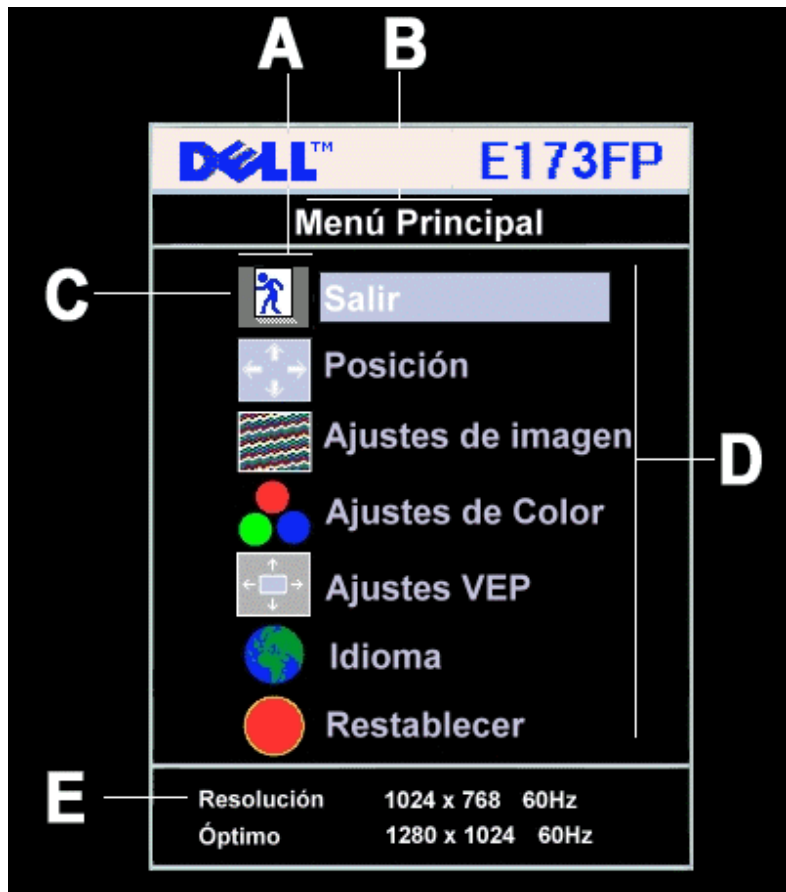 A B
DELL™ E173FP
Menú Principal
C Salir
Posición
Ajustes de imagen
D
Ajustes de Color
Ajustes VEP
Idioma
Restablecer
E Resolución 1024 x 768 60Hz
Óptimo 1280 x 1024 60Hz